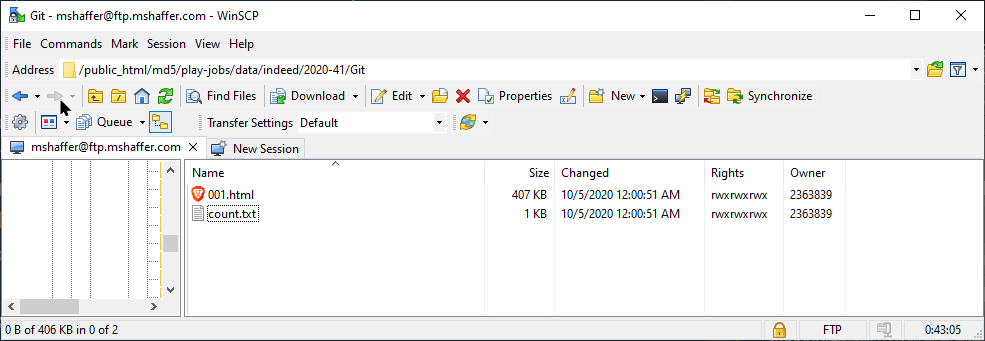 Git - mshaffer@ftp.mshaffer.com - WinSCP
File Commands Mark Session View Help
Address /public_html/md5/play-jobs/data/indeed/2020-41/Git
Find Files Download Edit Properties New Synchronize
Queue Transfer Settings Default
mshaffer@ftp.mshaffer.com New Session
Name Size Changed Rights Owner
001.html 407 KB 10/5/2020 12:00:51 AM rwxrwxrwx 2363839
count.txt 1 KB 10/5/2020 12:00:51 AM rwxrwxrwx 2363839
0 B of 406 KB in 0 of 2 FTP 0:43:05